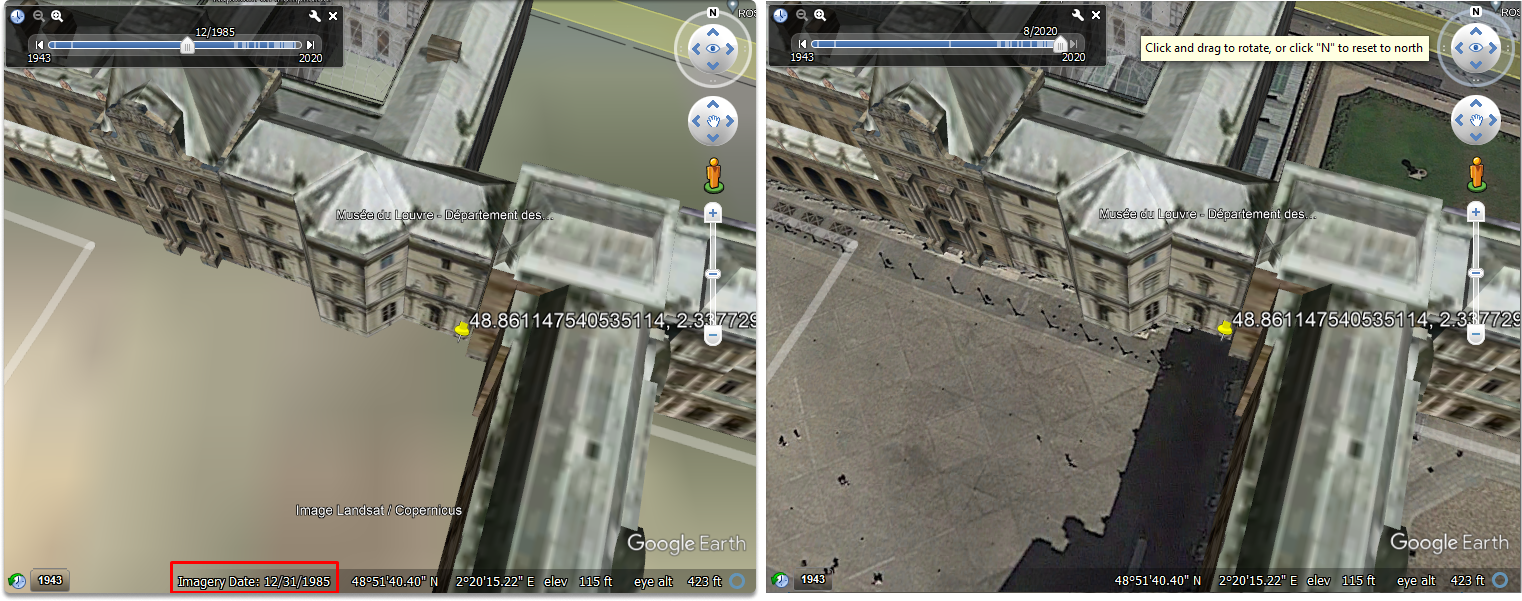 12/1985
1943
2020
N
ROS
Musée du Louvre - Département des...
48.861147540535114, 2.337729
Image Landsat / Copernicus
Google Earth
1943
Imagery Date: 12/31/1985 48°51'40.40" N 2°20'15.22" E elev 115 ft eye alt 423 ft
8/2020
1943
2020
Click and drag to rotate, or click "N" to reset to north
N
ROS
Musée du Louvre - Département des...
48.861147540535114, 2.337729
Google Earth
1943
48°51'40.40" N 2°20'15.22" E elev 115 ft eye alt 423 ft